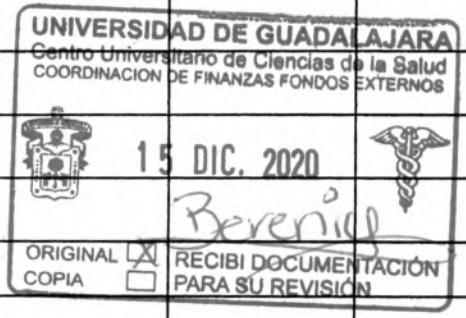 UNIVERSIDAD DE GUADALAJARA
Centro Universitario de Ciencias de la Salud
COORDINACION DE FINANZAS FONDOS EXTERNOS
15 DIC. 2020
Berenice
ORIGINAL X RECIBI DOCUMENTACIÓN
COPIA PARA SU REVISIÓN